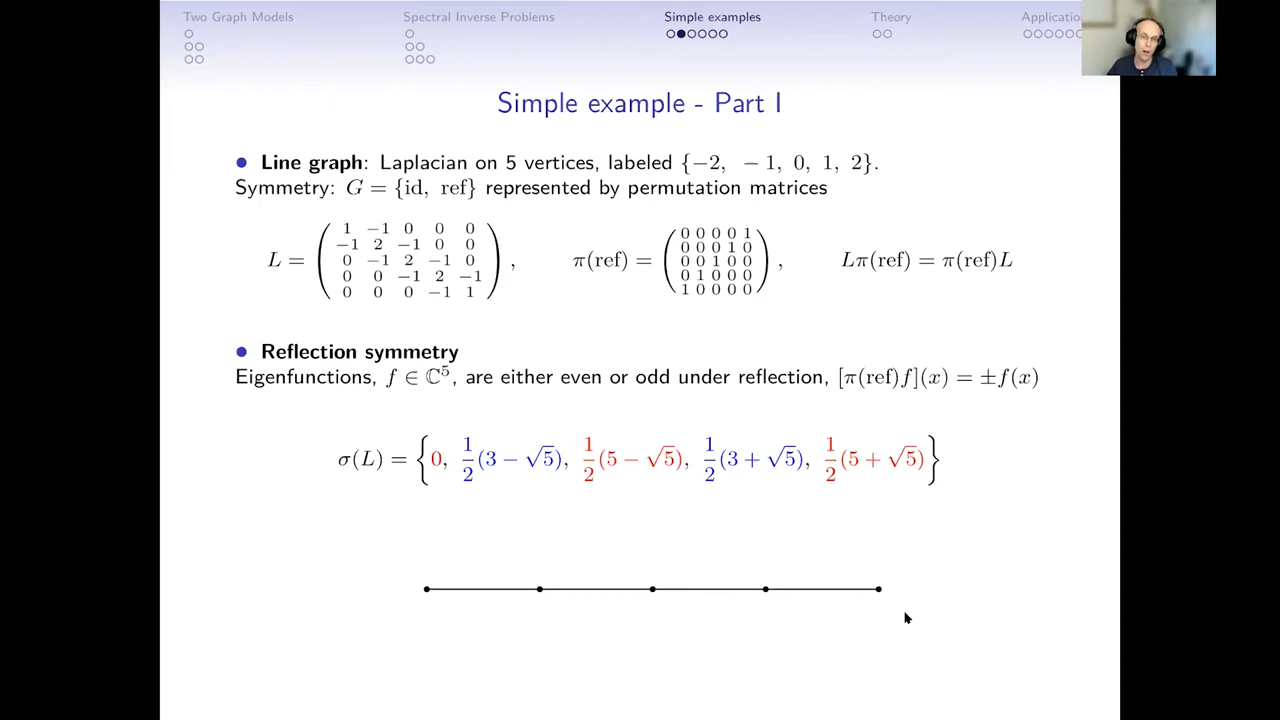 Two Graph Models Spectral Inverse Problems Simple examples Theory Applicatio
Simple example - Part I
• Line graph: Laplacian on 5 vertices, labeled {−2, −1, 0, 1, 2}.
Symmetry: G = {id, ref} represented by permutation matrices
L = ( 1 −1 0 0 0
−1 2 −1 0 0
0 −1 2 −1 0
0 0 −1 2 −1
0 0 0 −1 1 ) ,
π(ref) = ( 0 0 0 0 1
0 0 0 1 0
0 0 1 0 0
0 1 0 0 0
1 0 0 0 0 ) ,
Lπ(ref) = π(ref)L
• Reflection symmetry
Eigenfunctions, f ∈ ℂ⁵, are either even or odd under reflection, [π(ref)f](x) = ±f(x)
σ(L) = { 0, 1/2(3 − √5), 1/2(5 − √5), 1/2(3 + √5), 1/2(5 + √5) }